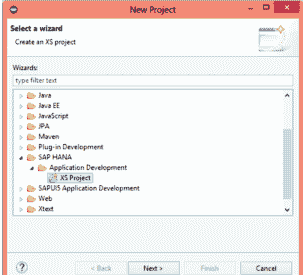 New Project
Select a wizard
Create an XS project
Wizards:
type filter text
Java
Java EE
JavaScript
JPA
Maven
Plug-in Development
SAP HANA
Application Development
XS Project
SAPUI5 Application Development
Web
Xtext
?
< Back Next > Finish Cancel